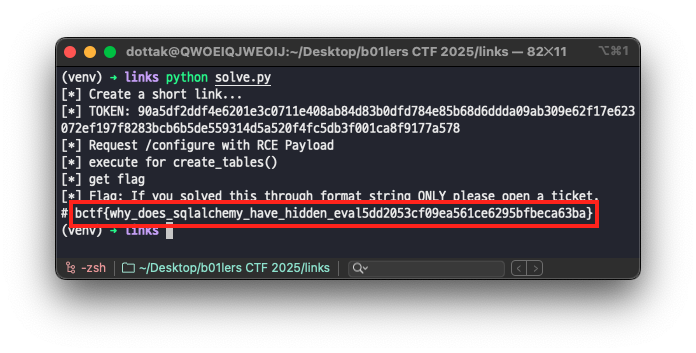 dottak@QWOEIQJWEOIJ:~/Desktop/b01lers CTF 2025/links — 82×11 ⌥⌘1
(venv) → links python solve.py
[*] Create a short link...
[*] TOKEN: 90a5df2ddf4e6201e3c0711e408ab84d83b0dfd784e85b68d6ddda09ab309e62f17e623
072ef197f8283bcb6b5de559314d5a520f4fc5db3f001ca8f9177a578
[*] Request /configure with RCE Payload
[*] execute for create_tables()
[*] get flag
[*] Flag: If you solved this through format string ONLY please open a ticket.
# bctf{why_does_sqlalchemy_have_hidden_eval5dd2053cf09ea561ce6295bfbeca63ba}
(venv) → links
-zsh ~/Desktop/b01lers CTF 2025/links